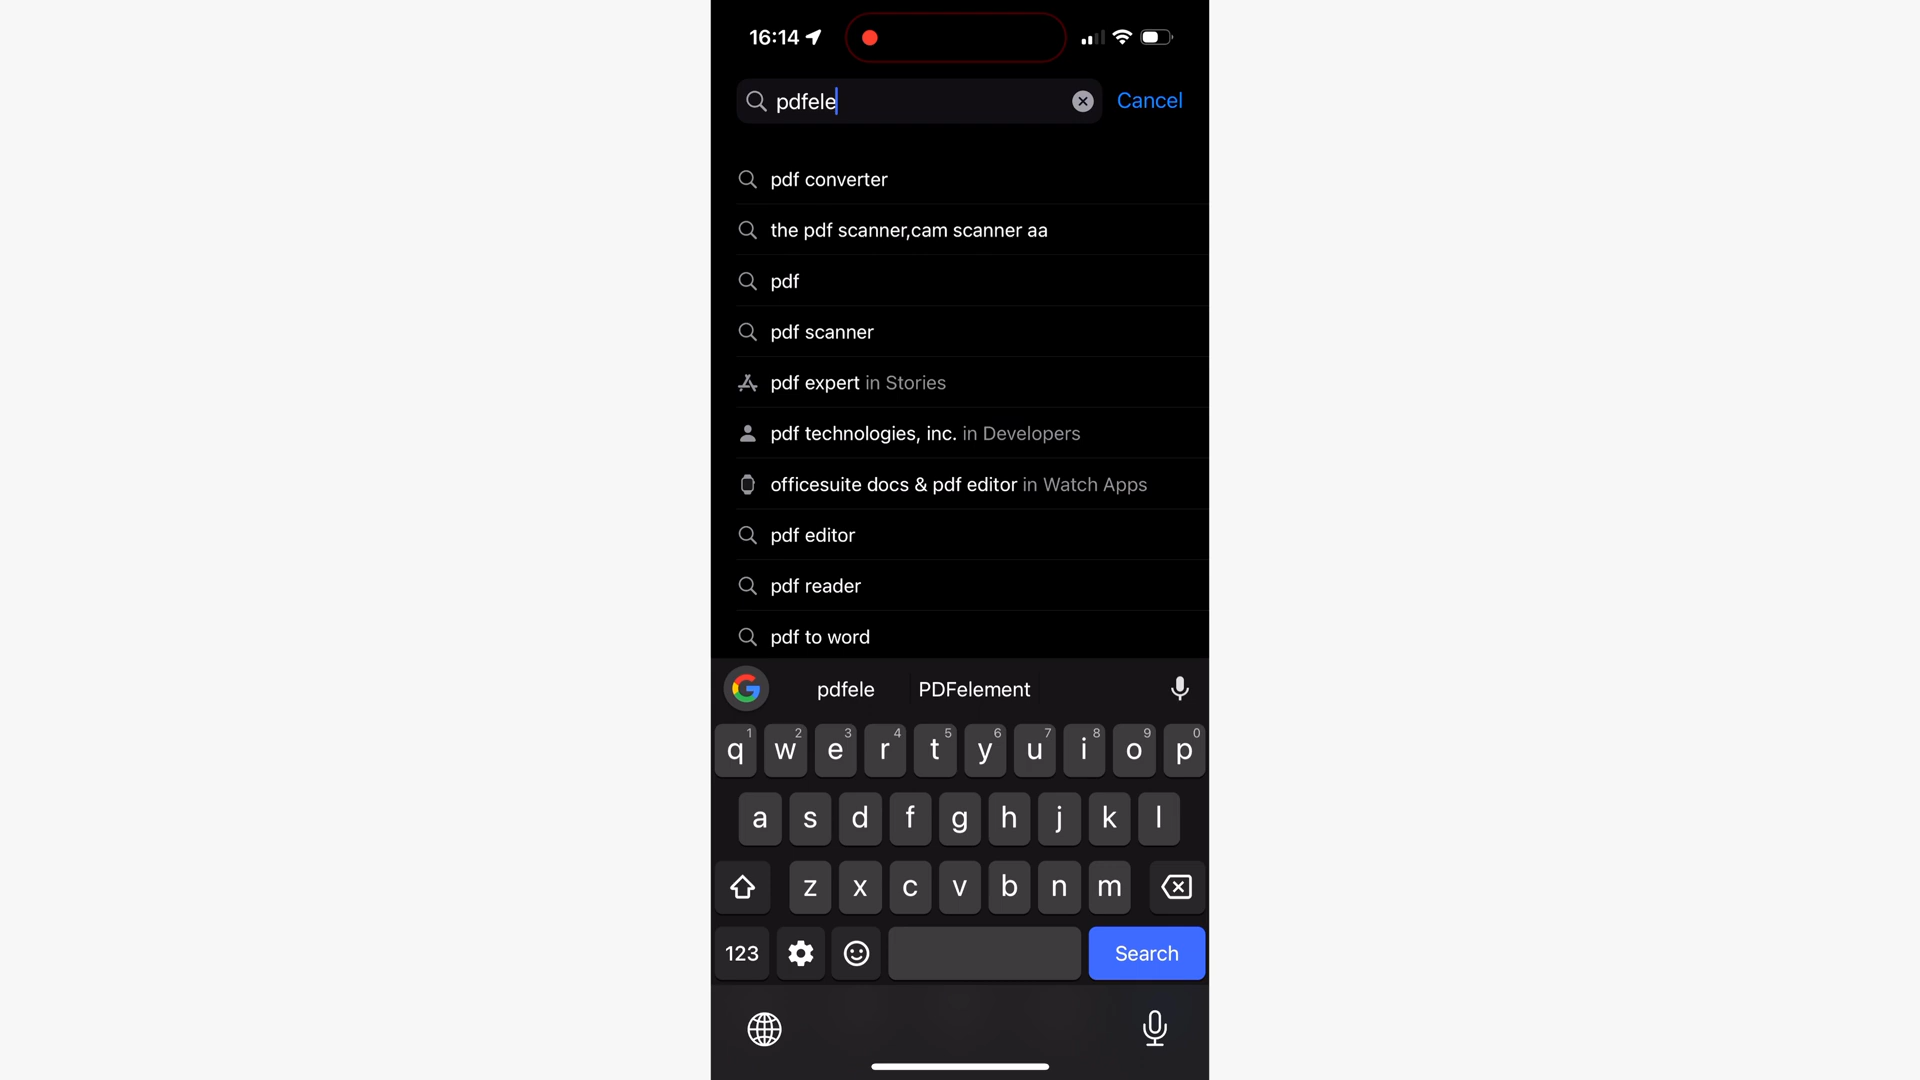 16:14
pdfele
Cancel
pdf converter
the pdf scanner,cam scanner aa
pdf
pdf scanner
pdf expert in Stories
pdf technologies, inc. in Developers
officesuite docs & pdf editor in Watch Apps
pdf editor
pdf reader
pdf to word
pdfele PDFelement
1 2 3 4 5 6 7 8 9 0
q w e r t y u i o p
a s d f g h j k l
z x c v b n m
123 Search